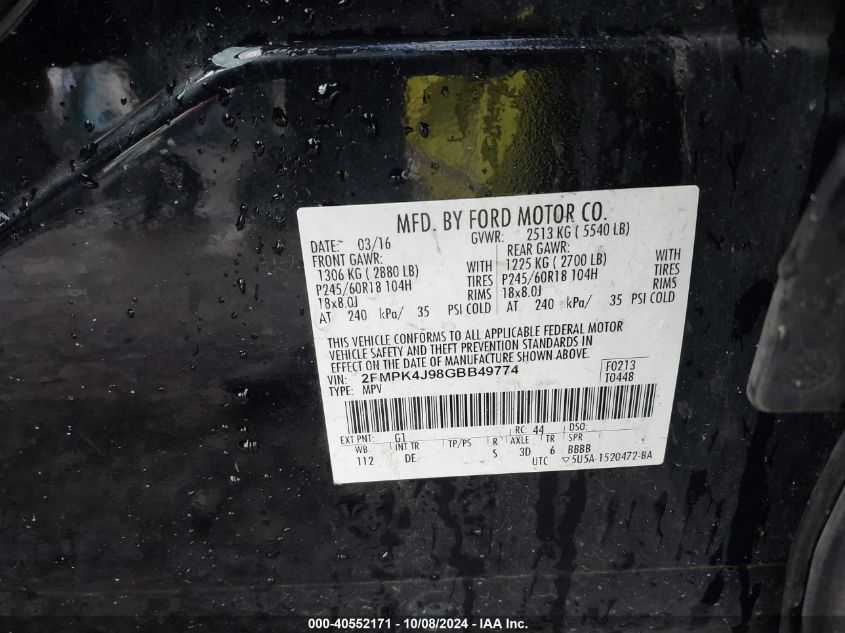 MFD. BY FORD MOTOR CO.
DATE: 03/16 GVWR: 2513 KG ( 5540 LB)
FRONT GAWR: REAR GAWR:
1306 KG ( 2880 LB) WITH 1225 KG ( 2700 LB) WITH
P245/60R18 104H TIRES P245/60R18 104H TIRES
18x8.0J RIMS 18x8.0J RIMS
AT 240 kPa/ 35 PSI COLD AT 240 kPa/ 35 PSI COLD
THIS VEHICLE CONFORMS TO ALL APPLICABLE FEDERAL MOTOR
VEHICLE SAFETY AND THEFT PREVENTION STANDARDS IN
EFFECT ON THE DATE OF MANUFACTURE SHOWN ABOVE.
VIN: 2FMPK4J98GBB49774 F0213
TYPE: MPV T0448
EXT PNT: G1 RC: 44 DSO:
WB INT TR TP/PS R AXLE TR SPR
112 DE S 3D 6 BBBB
UTC ▽5U5A-1520472-BA
000-40552171 - 10/08/2024 - IAA Inc.